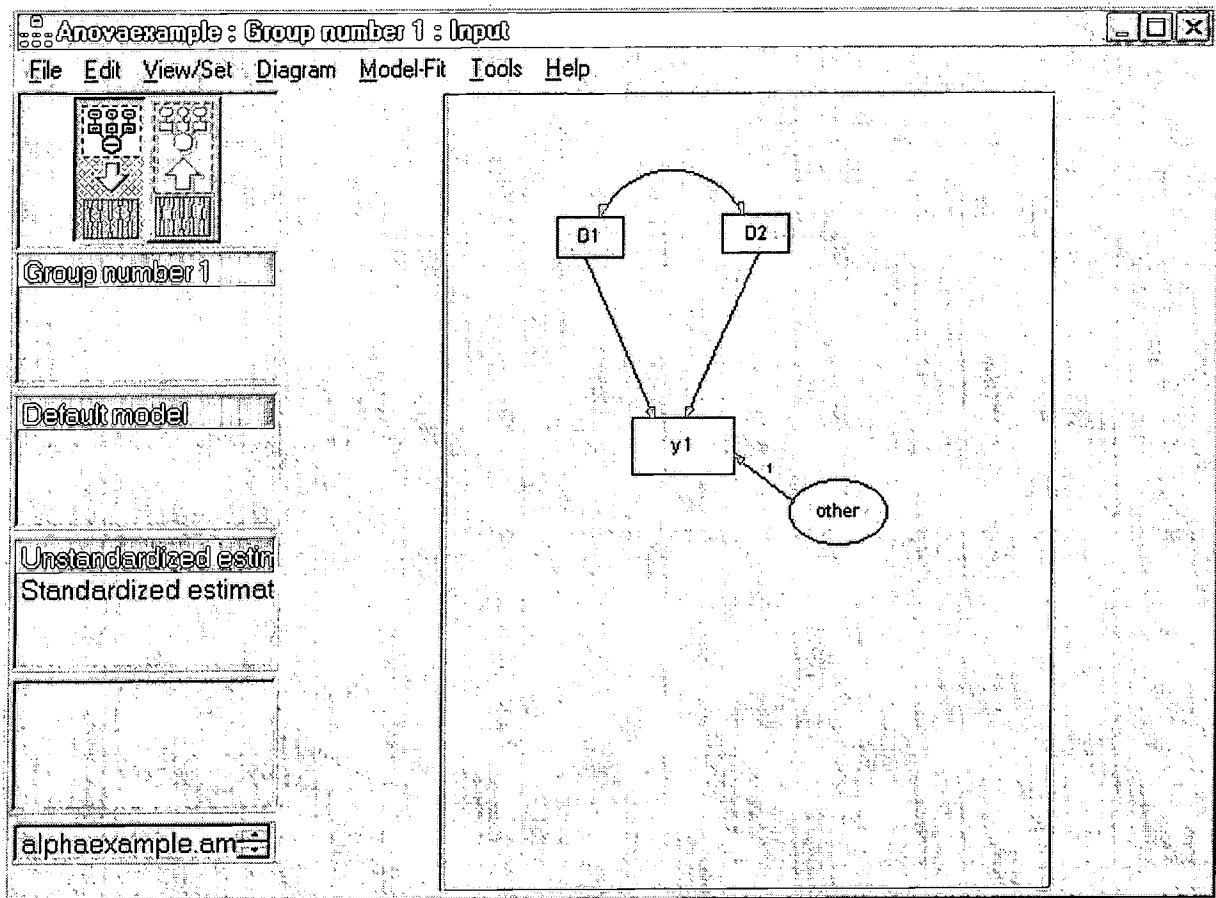 Anovaexample : Group number 1 : Input
File Edit View/Set Diagram Model-Fit Tools Help
Group number 1
Default model
Unstandardized estim
Standardized estimat
alphaexample.am
D1
D2
y1
1
other